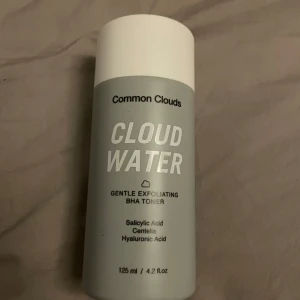 Common Clouds
CLOUD
WATER
GENTLE EXFOLIATING
BHA TONER
Salicylic Acid
Centella
Hyaluronic Acid
125 ml / 4.2 fl.oz